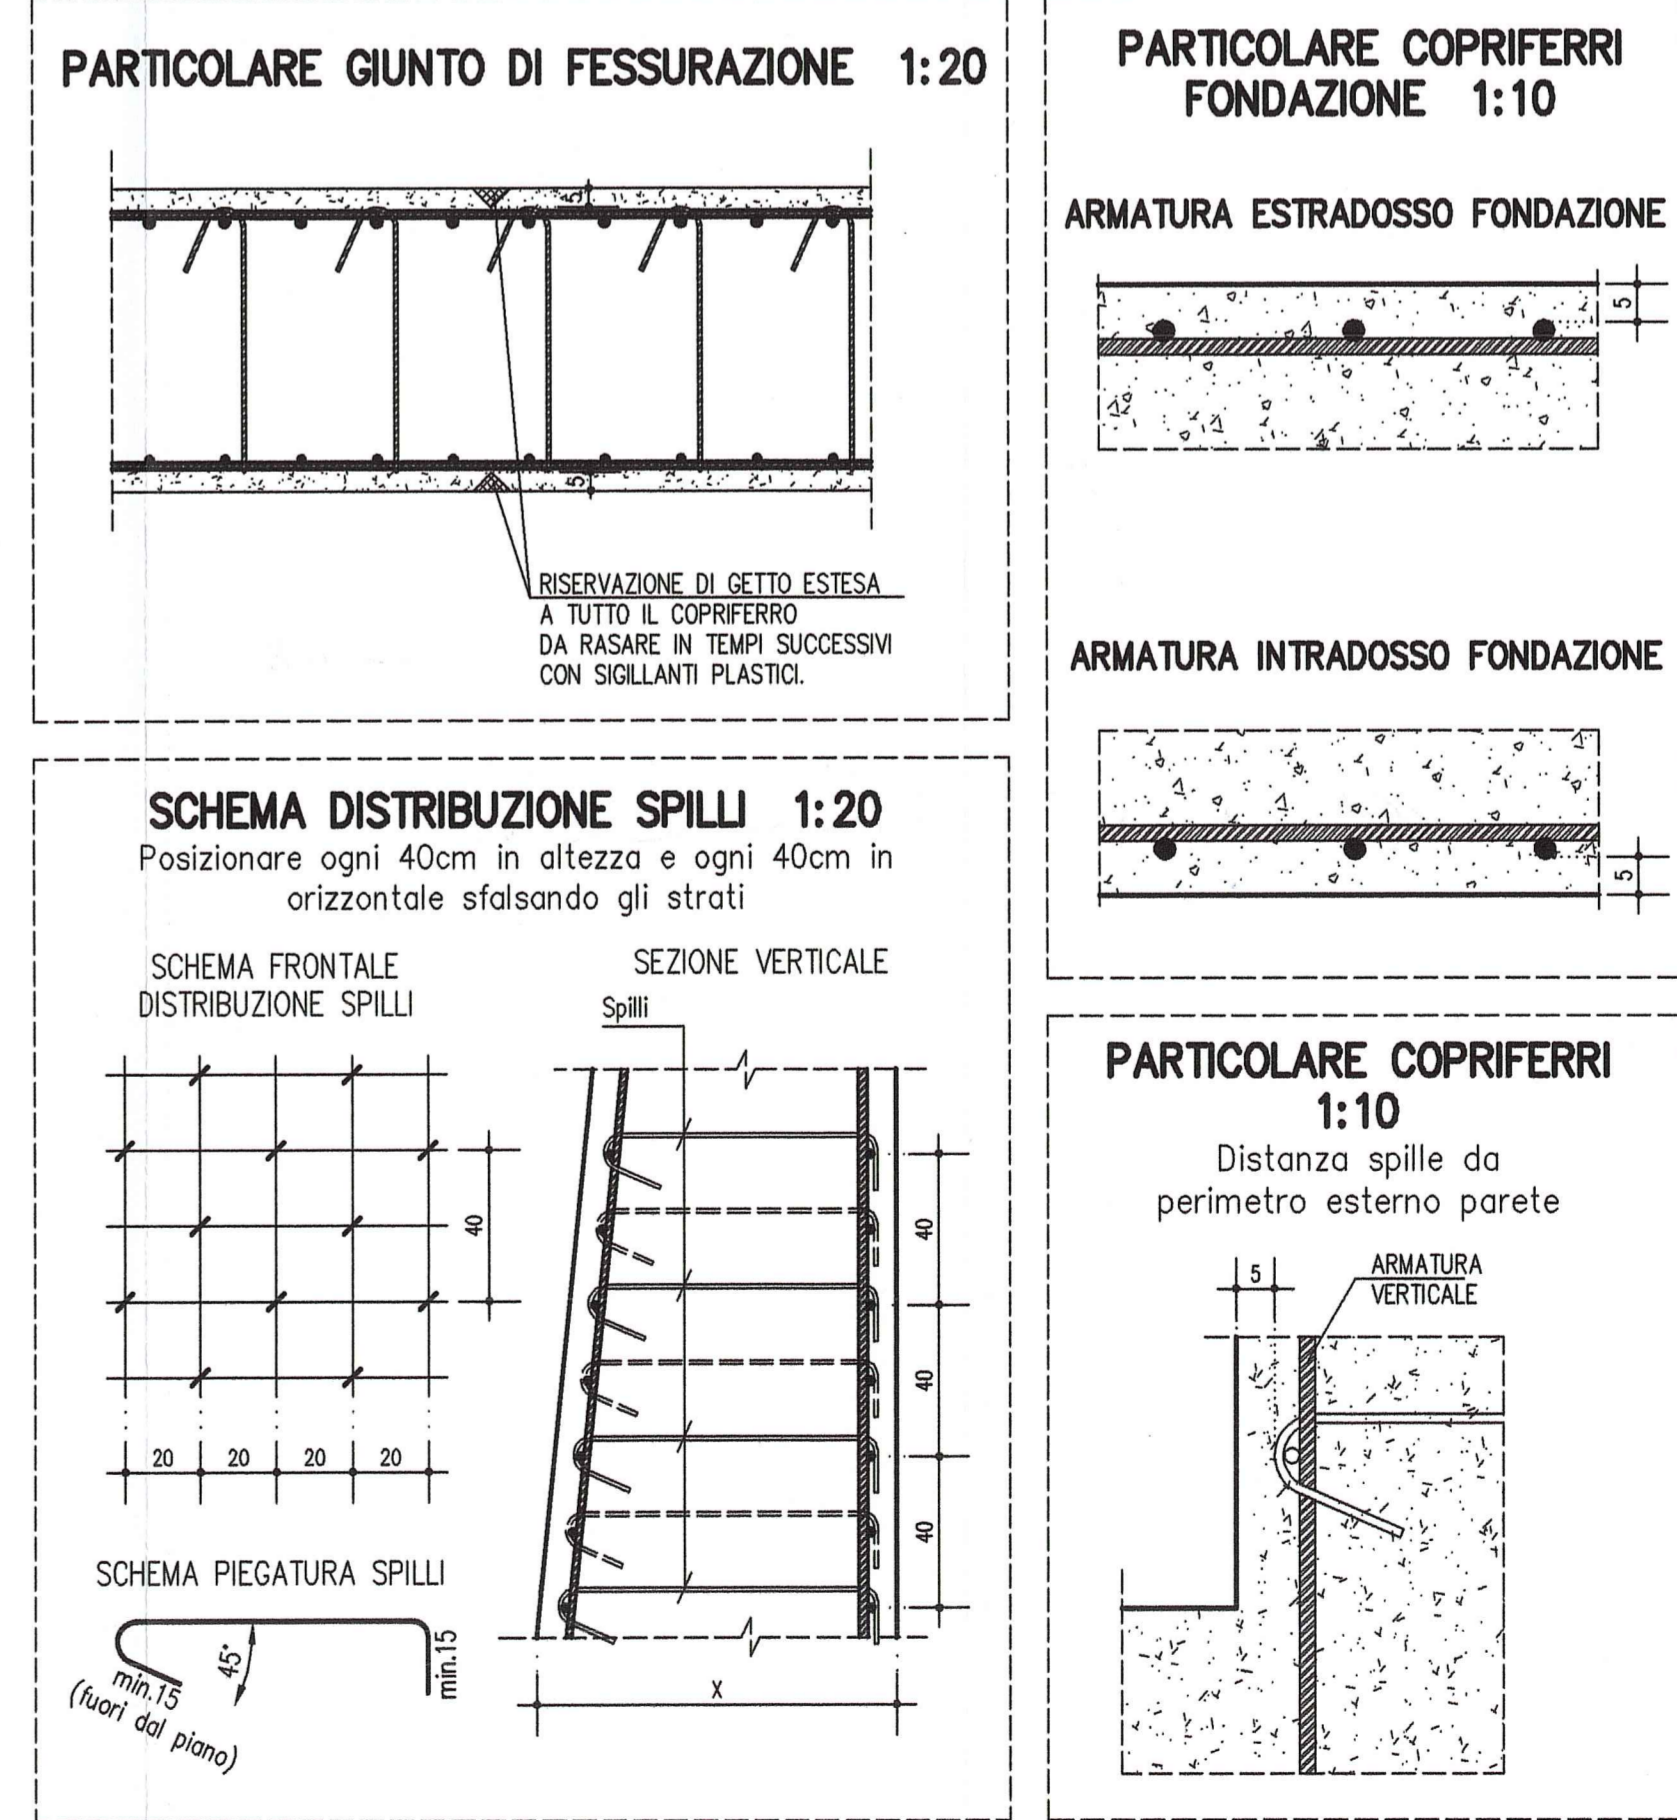 PARTICOLARE GIUNTO DI FESSURAZIONE 1:20
5
5
RISERVAZIONE DI GETTO ESTESA
A TUTTO IL COPRIFERRO
DA RASARE IN TEMPI SUCCESSIVI
CON SIGILLANTI PLASTICI.
PARTICOLARE COPRIFERRI
FONDAZIONE 1:10
ARMATURA ESTRADOSSO FONDAZIONE
5
ARMATURA INTRADOSSO FONDAZIONE
5
SCHEMA DISTRIBUZIONE SPILLI 1:20
Posizionare ogni 40cm in altezza e ogni 40cm in
orizzontale sfalsando gli strati
SCHEMA FRONTALE
DISTRIBUZIONE SPILLI
40
20 20 20 20
SEZIONE VERTICALE
Spilli
40
40
40
X
SCHEMA PIEGATURA SPILLI
45°
min.15
min.15
(fuori dal piano)
PARTICOLARE COPRIFERRI
1:10
Distanza spille da
perimetro esterno parete
5
ARMATURA
VERTICALE